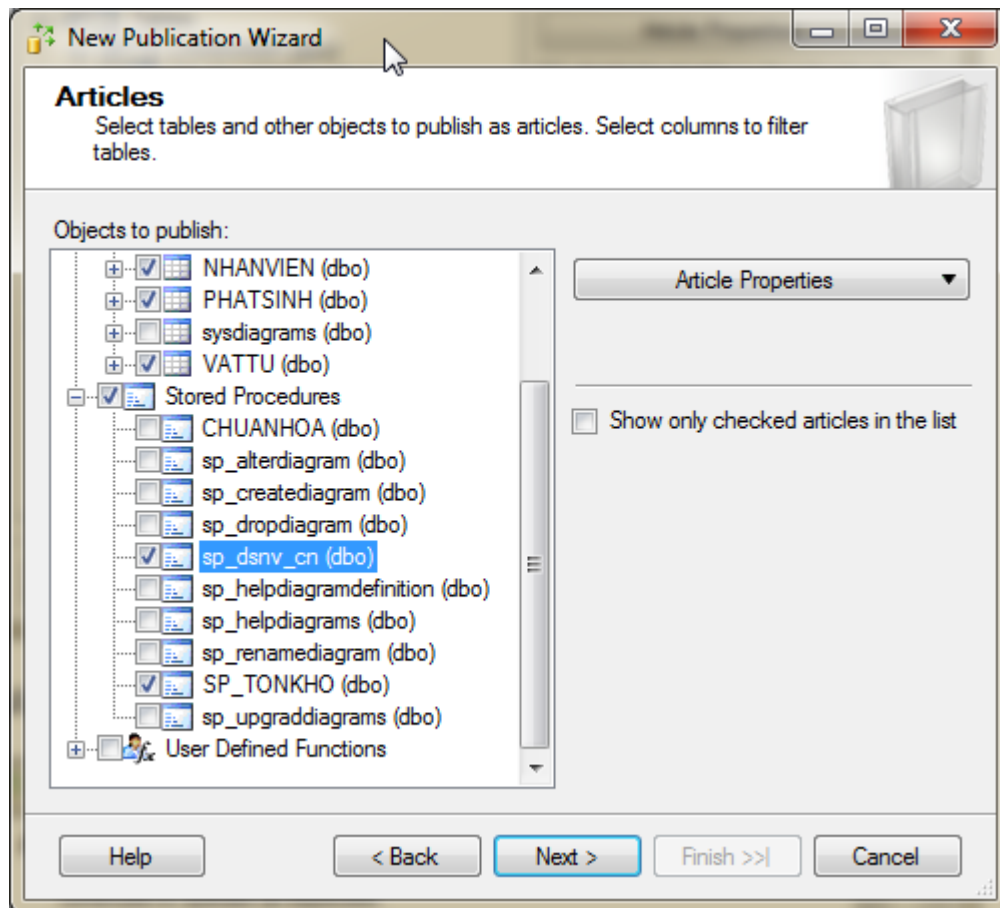 New Publication Wizard
Articles
Select tables and other objects to publish as articles. Select columns to filter
tables.
Objects to publish:
NHANVIEN (dbo)
PHATSINH (dbo)
sysdiagrams (dbo)
VATTU (dbo)
Stored Procedures
CHUANHOA (dbo)
sp_alterdiagram (dbo)
sp_creatediagram (dbo)
sp_dropdiagram (dbo)
sp_dsnv_cn (dbo)
sp_helpdiagramdefinition (dbo)
sp_helpdiagrams (dbo)
sp_renamediagram (dbo)
SP_TONKHO (dbo)
sp_upgraddiagrams (dbo)
User Defined Functions
Article Properties
Show only checked articles in the list
Help
< Back
Next >
Finish >>|
Cancel